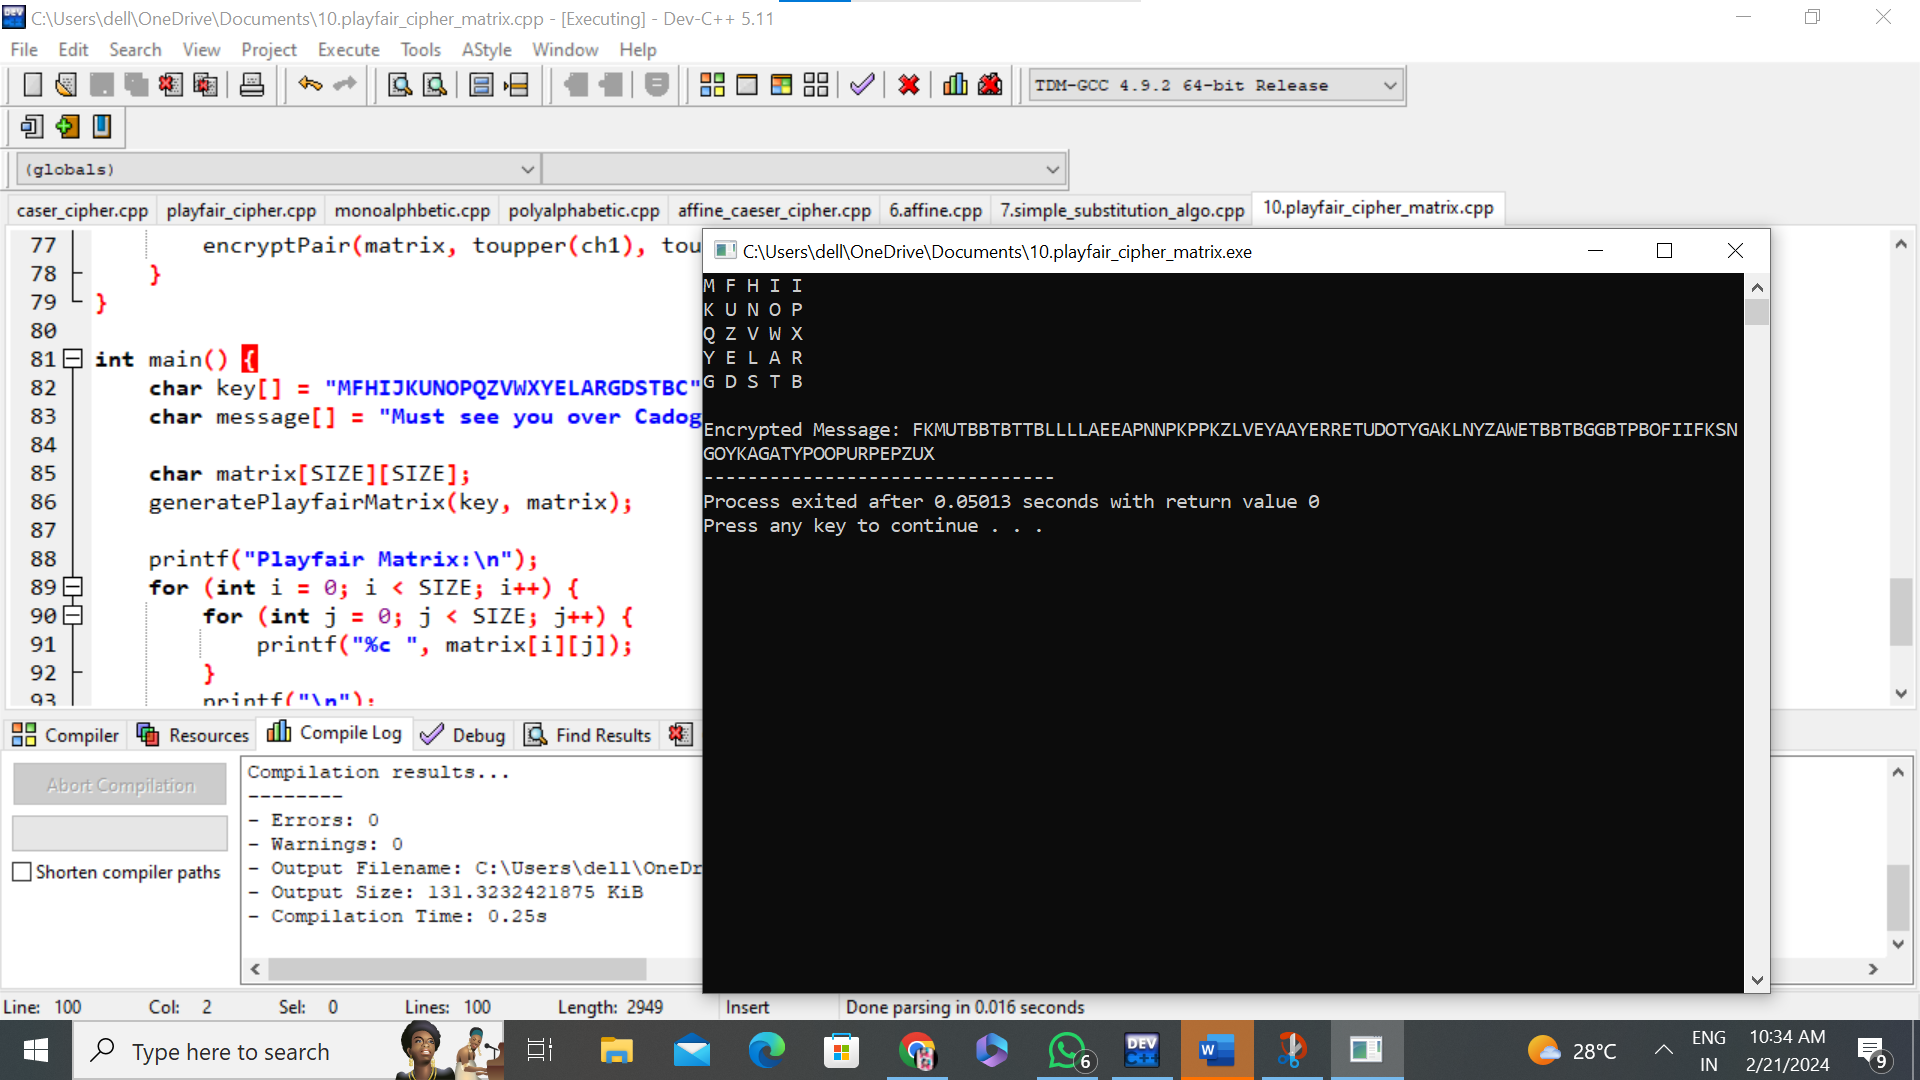 C:\Users\dell\OneDrive\Documents\10.playfair_cipher_matrix.cpp - [Executing] - Dev-C++ 5.11
File Edit Search View Project Execute Tools AStyle Window Help
TDM-GCC 4.9.2 64-bit Release
(globals)
caser_cipher.cpp playfair_cipher.cpp monoalphbetic.cpp polyalphabetic.cpp affine_caeser_cipher.cpp 6.affine.cpp 7.simple_substitution_algo.cpp 10.playfair_cipher_matrix.cpp
77 encryptPair(matrix, toupper(ch1), tou
78 }
79 }
80
81 int main() {
82 char key[] = "MFHIJKUNOPQZVWXYELARGDSTBC"
83 char message[] = "Must see you over Cadog
84
85 char matrix[SIZE][SIZE];
86 generatePlayfairMatrix(key, matrix);
87
88 printf("Playfair Matrix:\n");
89 for (int i = 0; i < SIZE; i++) {
90 for (int j = 0; j < SIZE; j++) {
91 printf("%c ", matrix[i][j]);
92 }
93 printf("\n");
C:\Users\dell\OneDrive\Documents\10.playfair_cipher_matrix.exe
M F H I I
K U N O P
Q Z V W X
Y E L A R
G D S T B
Encrypted Message: FKMUTBBTBTTBLLLLAEEAPNNPKPPKZLVEYAAYERRETUDOTYGAKLNYZAWETBBTBGGBTPBOFIIFKSN
GOYKAGATYPOOPURPEPZUX
--------------------------------
Process exited after 0.05013 seconds with return value 0
Press any key to continue . . .
Compiler Resources Compile Log Debug Find Results
Abort Compilation
Shorten compiler paths
Compilation results...
--------
- Errors: 0
- Warnings: 0
- Output Filename: C:\Users\dell\OneDr
- Output Size: 131.3232421875 KiB
- Compilation Time: 0.25s
Line: 100 Col: 2 Sel: 0 Lines: 100 Length: 2949 Insert Done parsing in 0.016 seconds
Type here to search
6
DEV
W
28°C
ENG
IN
10:34 AM
2/21/2024
9